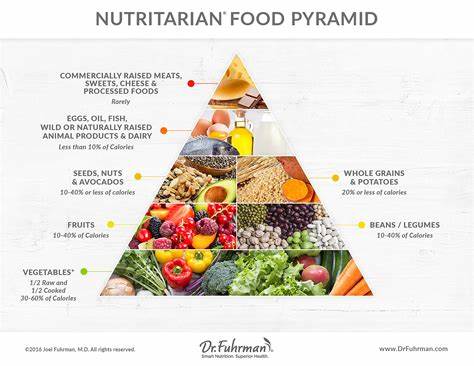 NUTRITARIAN® FOOD PYRAMID
COMMERCIALLY RAISED MEATS,
SWEETS, CHEESE &
PROCESSED FOODS
Rarely
EGGS, OIL, FISH,
WILD OR NATURALLY RAISED
ANIMAL PRODUCTS & DAIRY
Less than 10% of Calories
SEEDS, NUTS
& AVOCADOS
10-40% or less of Calories
WHOLE GRAINS
& POTATOES
20% or less of Calories
FRUITS
10-40% of Calories
BEANS / LEGUMES
10-40% of Calories
VEGETABLES*
1/2 Raw and
1/2 Cooked
30-60% of Calories
©2016 Joel Fuhrman, M.D. All rights reserved.
Dr. Fuhrman
Smart Nutrition. Superior Health.
www.DrFuhrman.com